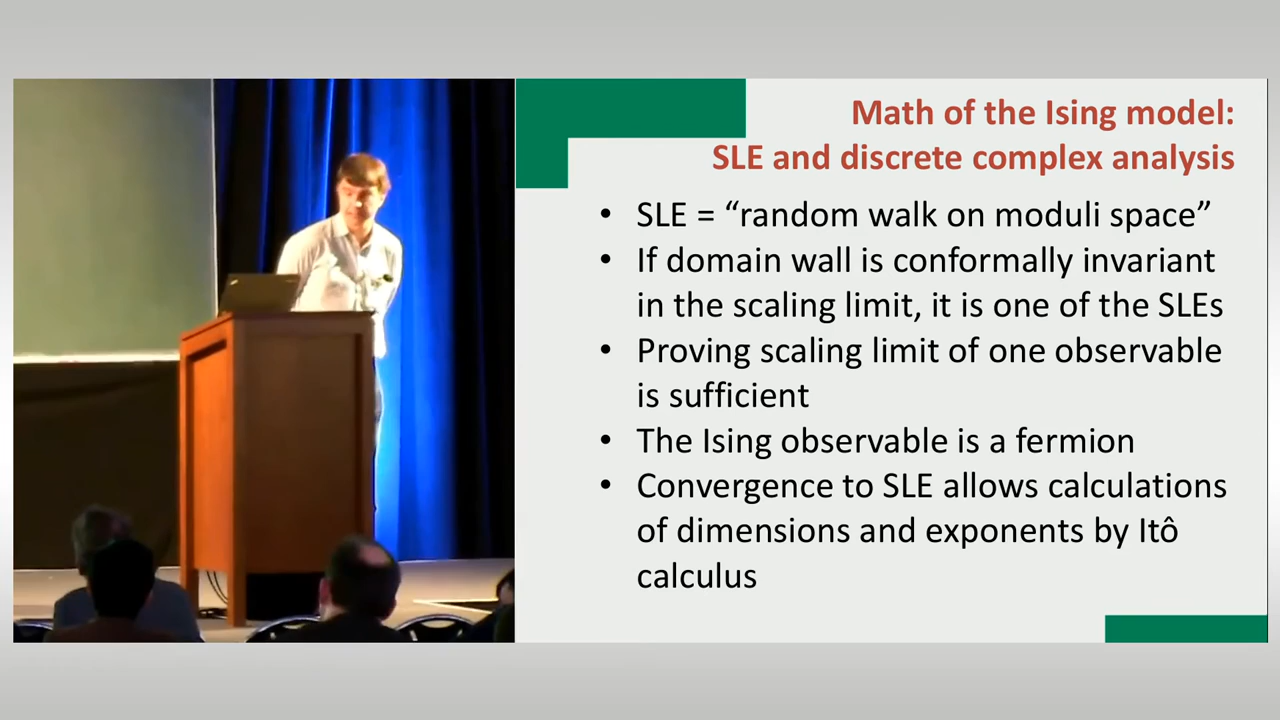 Math of the Ising model:
SLE and discrete complex analysis
• SLE = “random walk on moduli space”
• If domain wall is conformally invariant
in the scaling limit, it is one of the SLEs
• Proving scaling limit of one observable
is sufficient
• The Ising observable is a fermion
• Convergence to SLE allows calculations
of dimensions and exponents by Itô
calculus